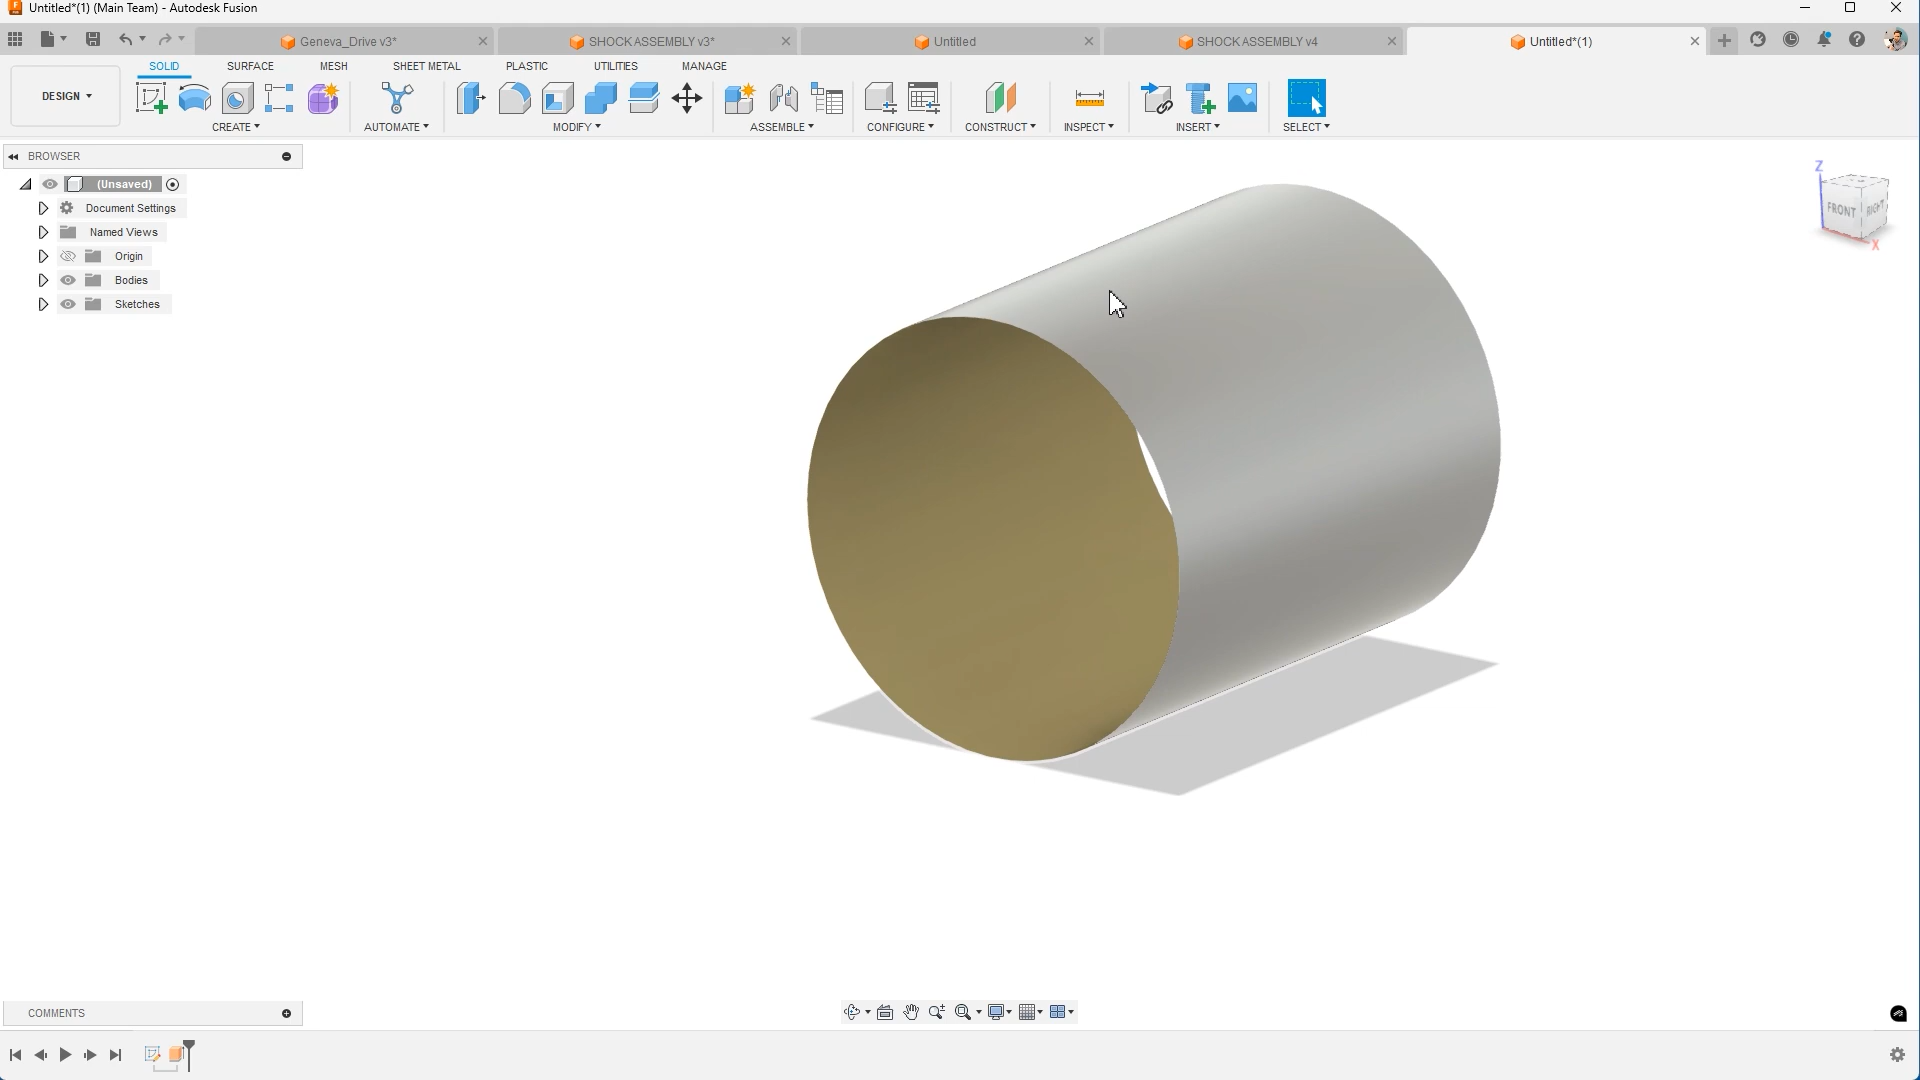 Untitled*(1) (Main Team) - Autodesk Fusion
Geneva_Drive v3*
SHOCK ASSEMBLY v3*
Untitled
SHOCK ASSEMBLY v4
Untitled*(1)
DESIGN
SOLID
SURFACE
MESH
SHEET METAL
PLASTIC
UTILITIES
MANAGE
CREATE
AUTOMATE
MODIFY
ASSEMBLE
CONFIGURE
CONSTRUCT
INSPECT
INSERT
SELECT
BROWSER
(Unsaved)
Document Settings
Named Views
Origin
Bodies
Sketches
Z
FRONT
RIGHT
X
COMMENTS